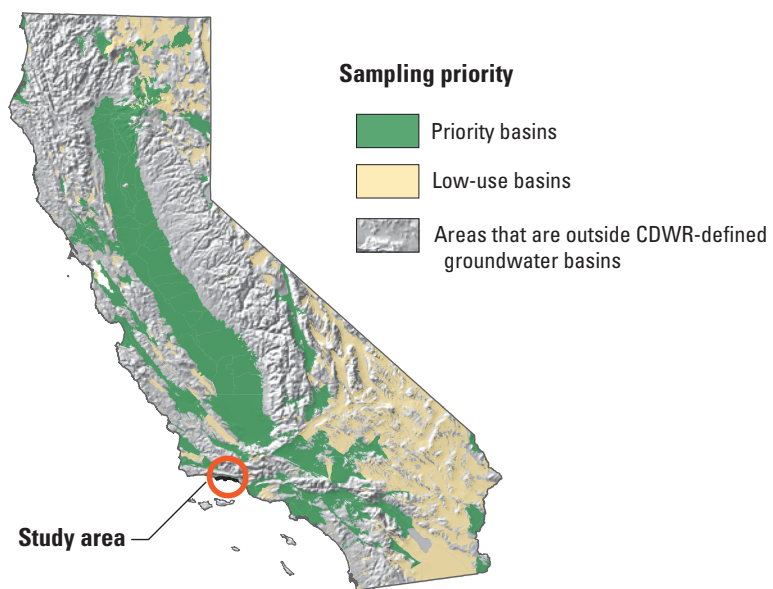 Sampling priority
Priority basins
Low-use basins
Areas that are outside CDWR-defined
groundwater basins
Study area